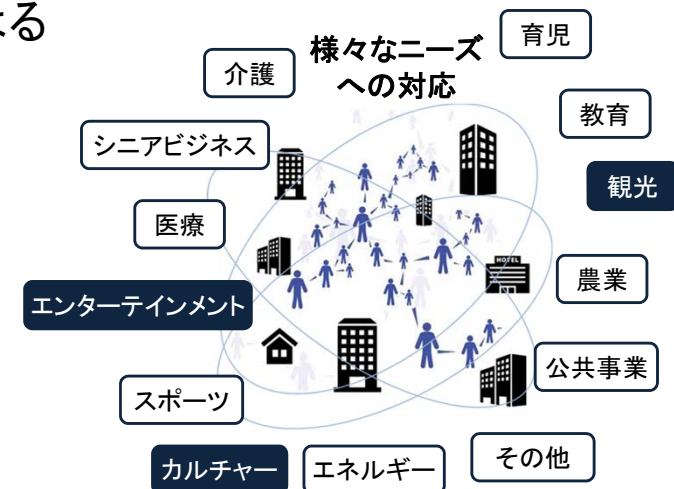 はる
様々なニーズ
への対応
育児
介護
教育
シニアビジネス
観光
医療
HOTEL
農業
エンターテインメント
公共事業
スポーツ
その他
カルチャー
エネルギー